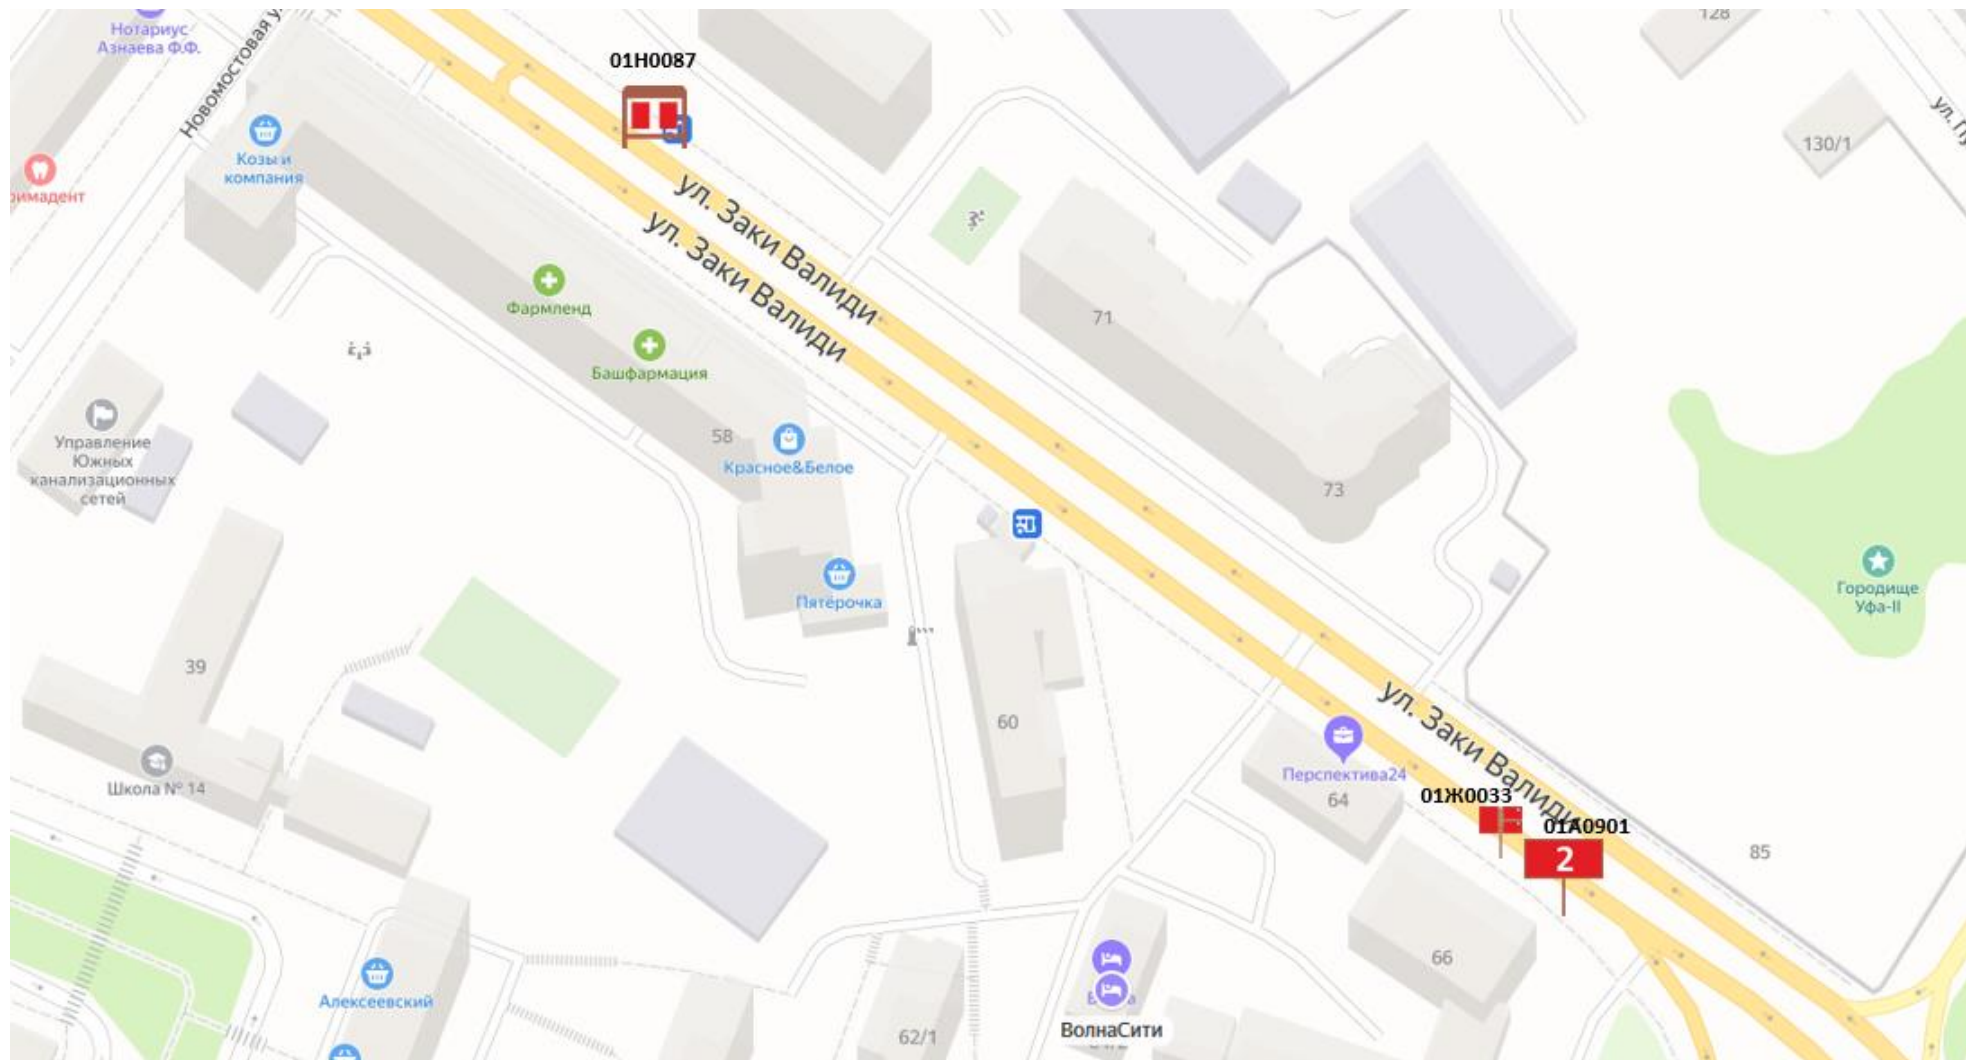 Нотариус
Азнаева Ф.Ф.
Новомостовая у
01Н0087
128
ул.
130/1
Козы и
компания
римадент
ул. Заки Валиди
ул. Заки Валиди
Фармленд
71
Башфармация
58
Красное&Белое
Управление
Южных
канализационных
сетей
73
Городище
Уфа-II
Пятёрочка
39
60
ул. Заки Валиди
Школа № 14
Перспектива24
64
01Ж0033
01А0901
2
85
66
Алексеевский
62/1
ВолнаСити